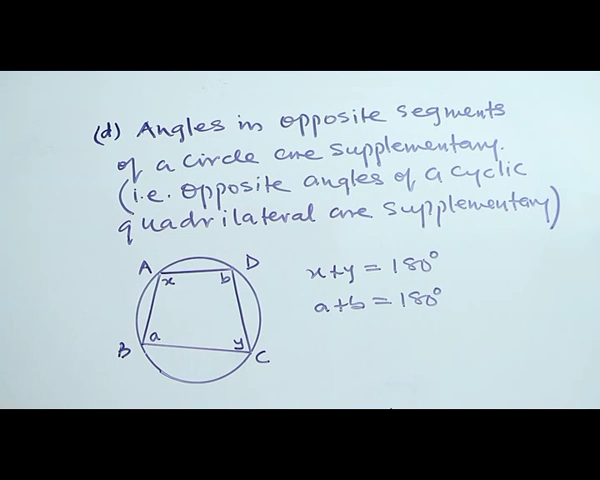 (d) Angles in opposite segments
of a circle are supplementary.
(i.e. opposite angles of a cyclic
quadrilateral are supplementary)
A D
x b
x+y = 180°
a+b = 180°
a y
B C